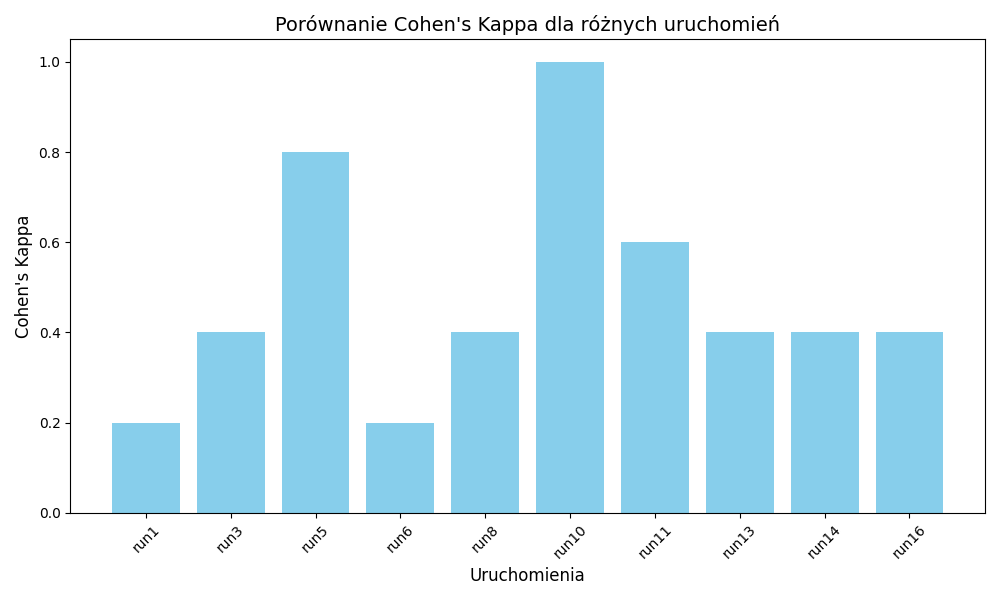 Porównanie Cohen's Kappa dla różnych uruchomień
Cohen's Kappa
1.0
0.8
0.6
0.4
0.2
0.0
run1
run3
run5
run6
run8
run10
run11
run13
run14
run16
Uruchomienia